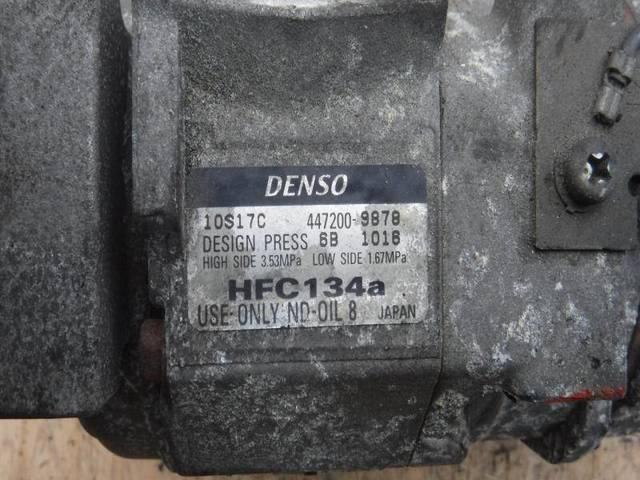 DENSO
10S17C 447200-9878
DESIGN PRESS 6B 1016
HIGH SIDE 3.53MPa LOW SIDE 1.67MPa
HFC134a
USE ONLY ND-OIL 8 JAPAN